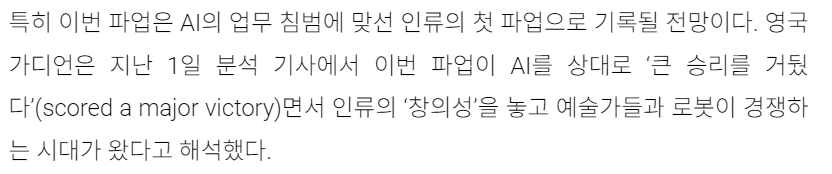 특히 이번 파업은 AI의 업무 침범에 맞선 인류의 첫 파업으로 기록될 전망이다. 영국
가디언은 지난 1일 분석 기사에서 이번 파업이 AI를 상대로 ‘큰 승리를 거뒀
다’(scored a major victory)면서 인류의 ‘창의성’을 놓고 예술가들과 로봇이 경쟁하
는 시대가 왔다고 해석했다.